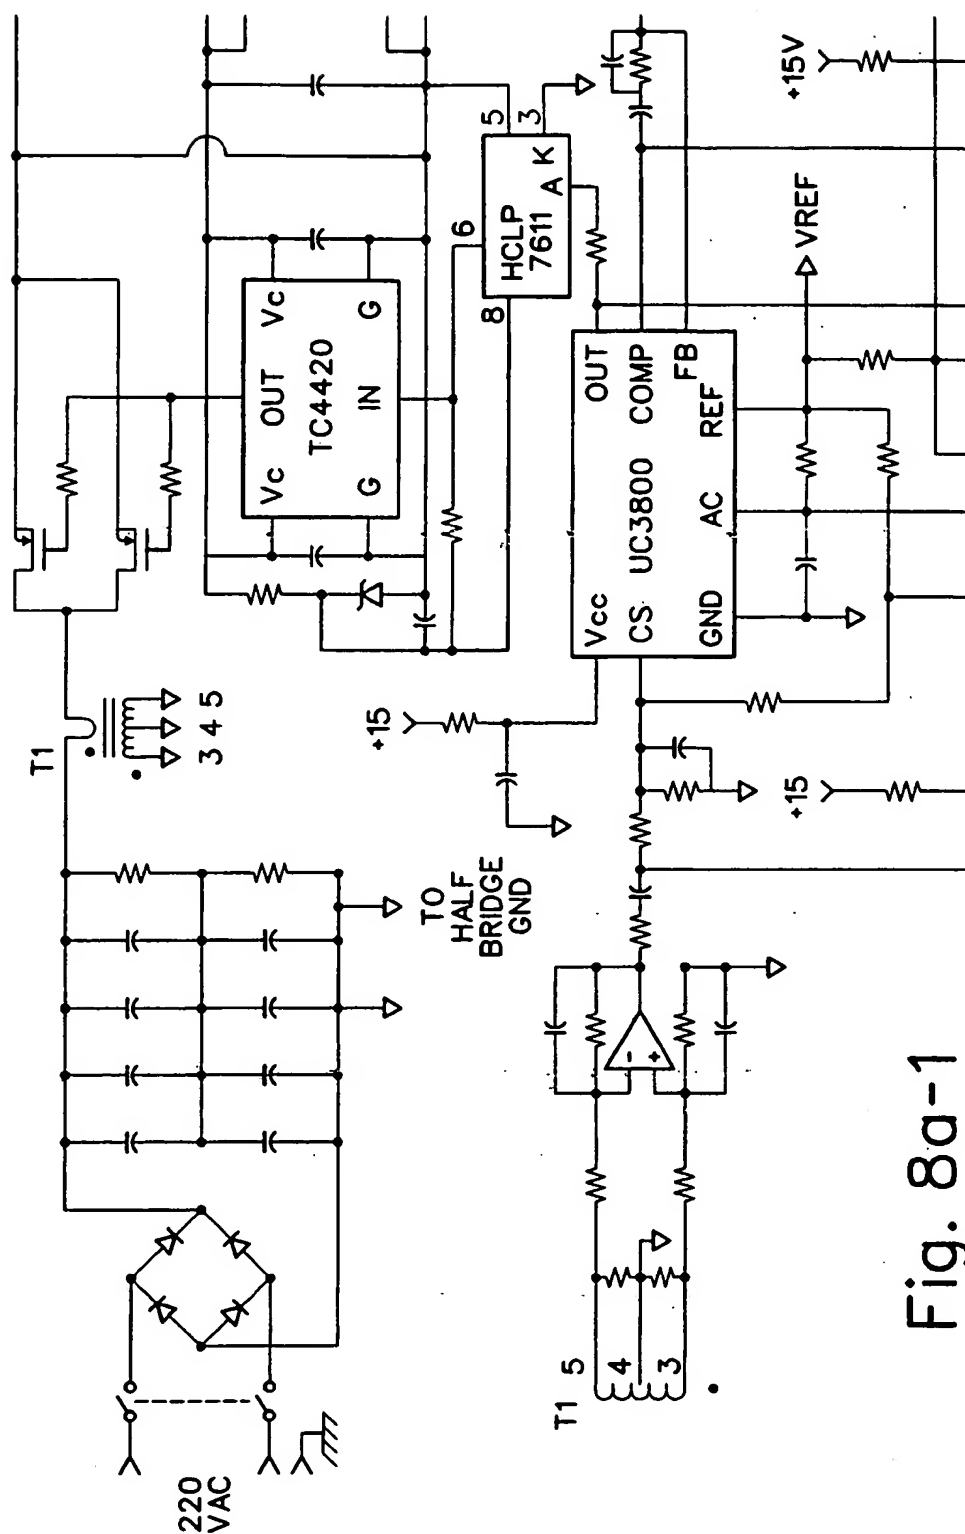 220
VAC
T1
3 4 5
TO
HALF
BRIDGE
GND
Vc
OUT
Vc
TC4420
G
IN
G
6
8
HCLP
7611
A
K
5
3
+15
Vcc
OUT
CS
UC3800
COMP
FB
GND
AC
REF
VREF
+15V
+15
T1
5
4
3
-
+
Fig. 8a-1